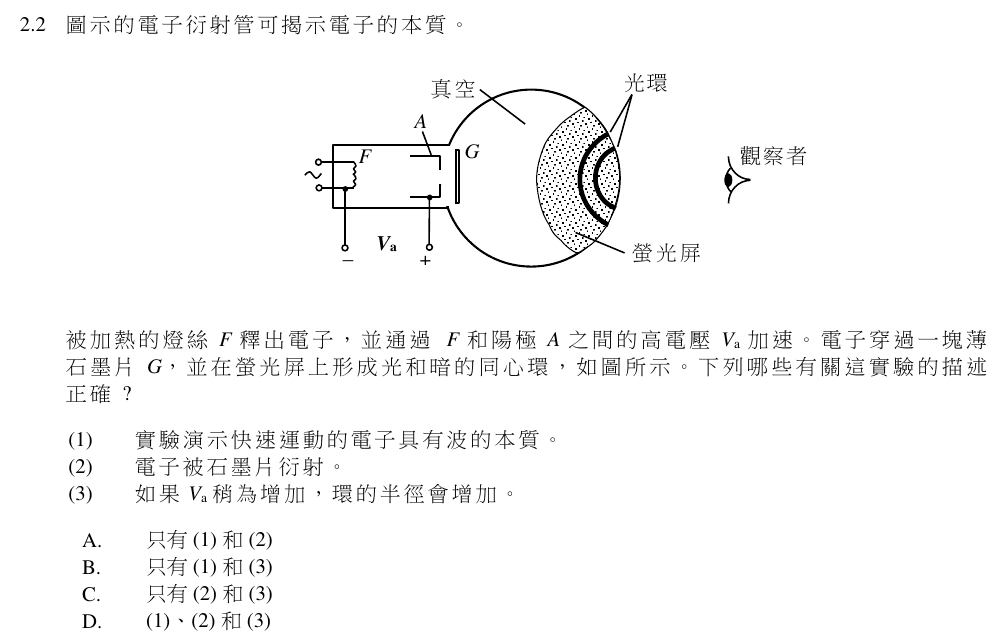 2.2 圖示的電子衍射管可揭示電子的本質。
真空
光環
A
F
G
觀察者
Va
− +
螢光屏
被加熱的燈絲 F 釋出電子，並通過 F 和陽極 A 之間的高電壓 Va 加速。電子穿過一塊薄
石墨片 G，並在螢光屏上形成光和暗的同心環，如圖所示。下列哪些有關這實驗的描述
正確 ?
(1) 實驗演示快速運動的電子具有波的本質。
(2) 電子被石墨片衍射。
(3) 如果 Va 稍為增加，環的半徑會增加。
A. 只有 (1) 和 (2)
B. 只有 (1) 和 (3)
C. 只有 (2) 和 (3)
D. (1)、(2) 和 (3)